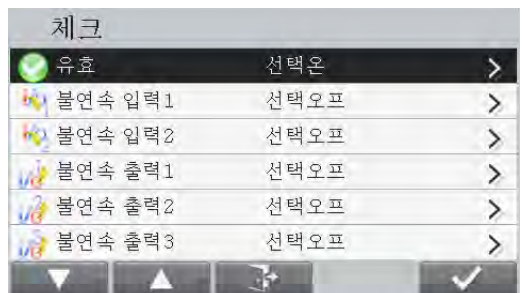 체크
유효 선택온
불연속 입력1 선택오프
불연속 입력2 선택오프
불연속 출력1 선택오프
불연속 출력2 선택오프
불연속 출력3 선택오프